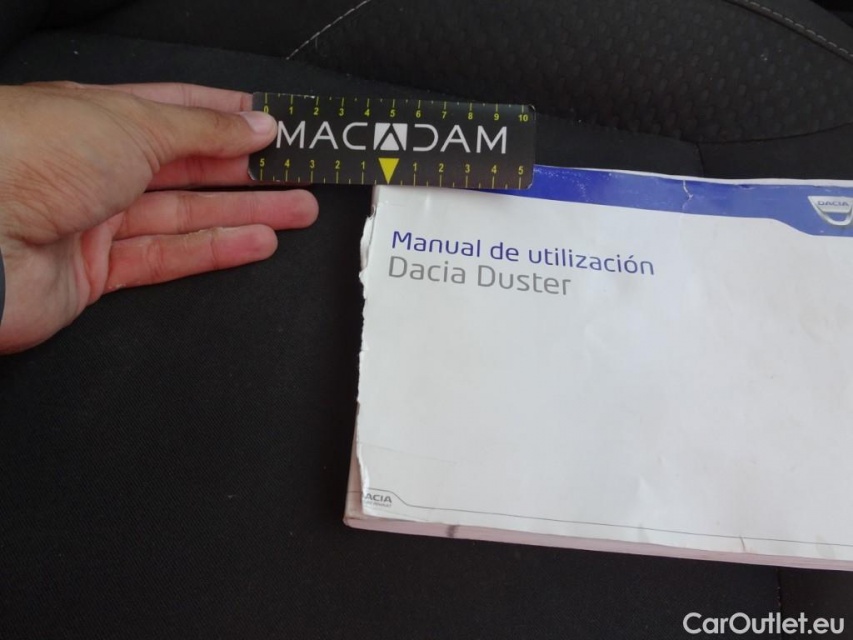 0 1 2 3 4 5 6 7 8 9 10
MACADAM
5 4 3 2 1 1 2 3 4 5
DACIA
Manual de utilización
Dacia Duster
ACIA
CarOutlet.eu